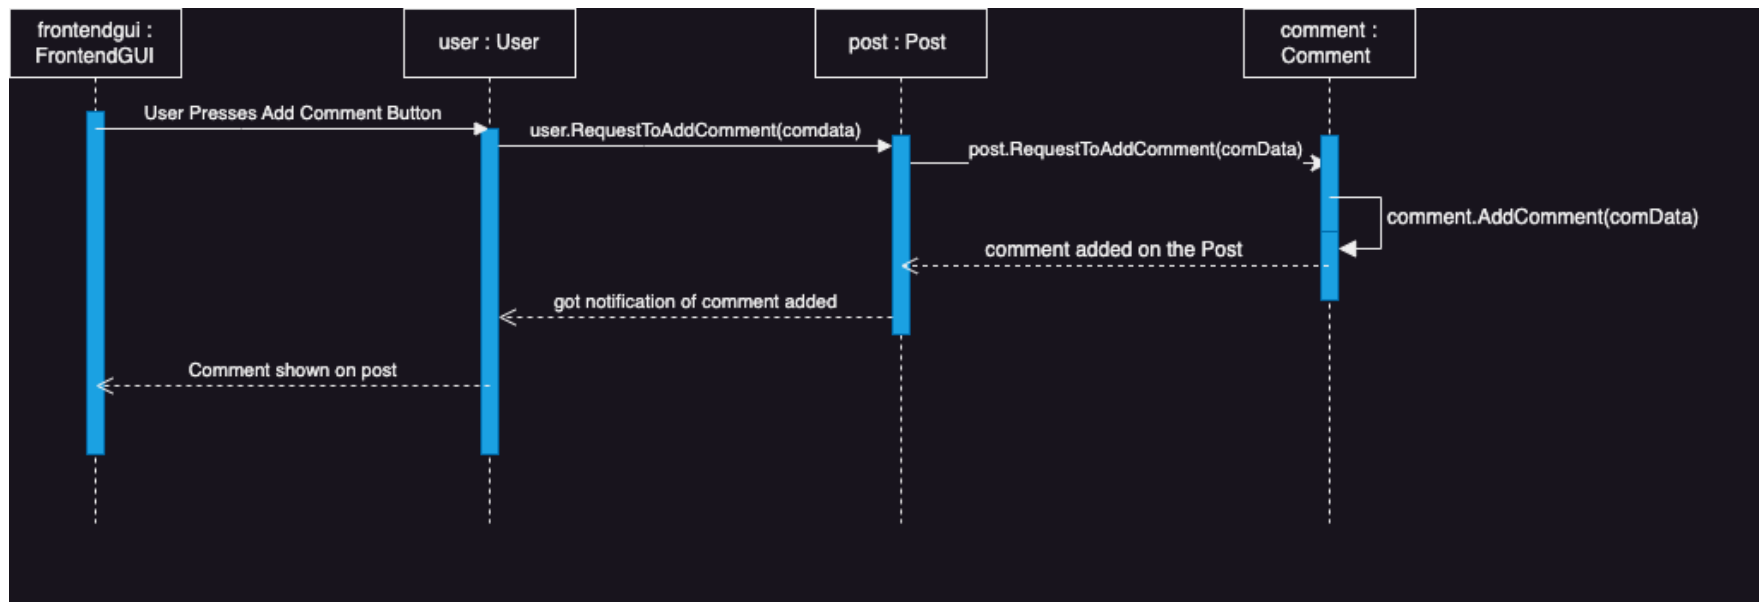 frontendgui :
FrontendGUI
user : User
post : Post
comment :
Comment
User Presses Add Comment Button
user.RequestToAddComment(comdata)
post.RequestToAddComment(comData)
comment.AddComment(comData)
comment added on the Post
got notification of comment added
Comment shown on post